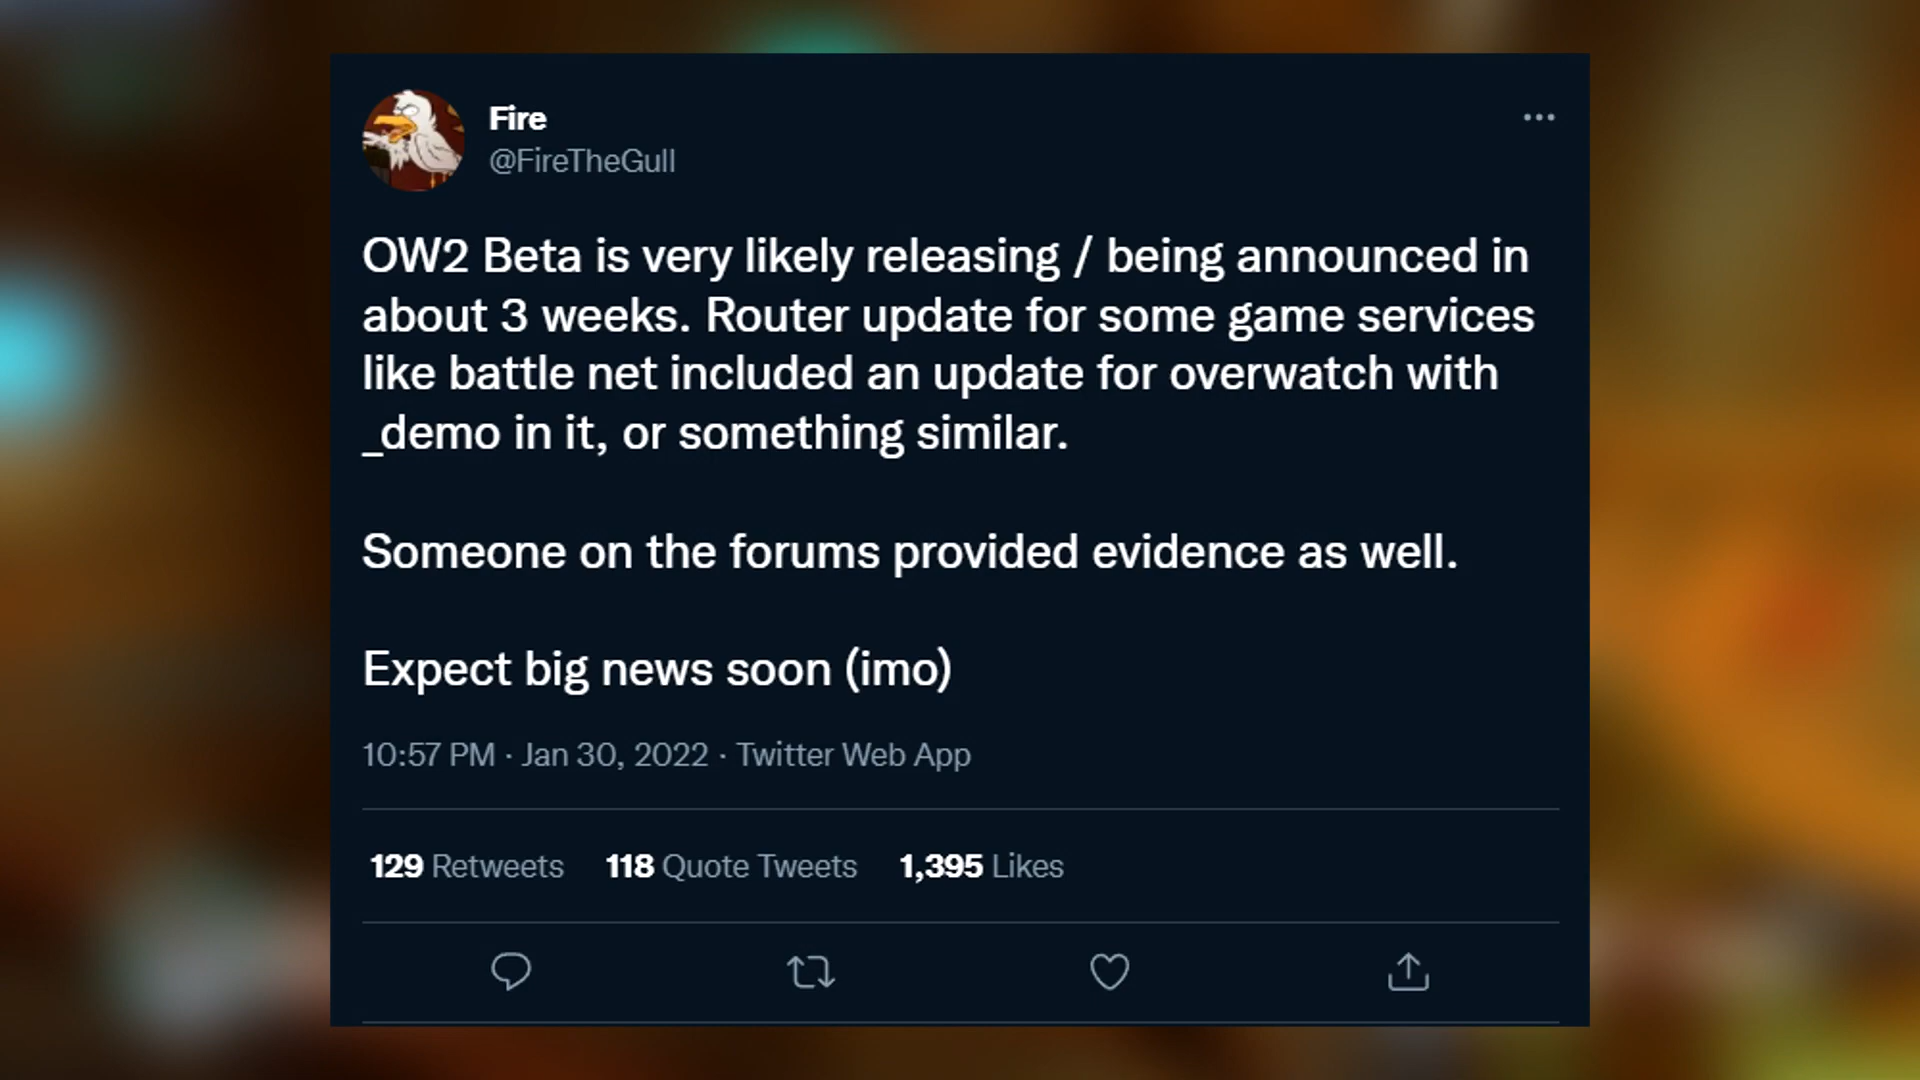 Fire
@FireTheGull
OW2 Beta is very likely releasing / being announced in
about 3 weeks. Router update for some game services
like battle net included an update for overwatch with
_demo in it, or something similar.
Someone on the forums provided evidence as well.
Expect big news soon (imo)
10:57 PM · Jan 30, 2022 · Twitter Web App
129 Retweets 118 Quote Tweets 1,395 Likes